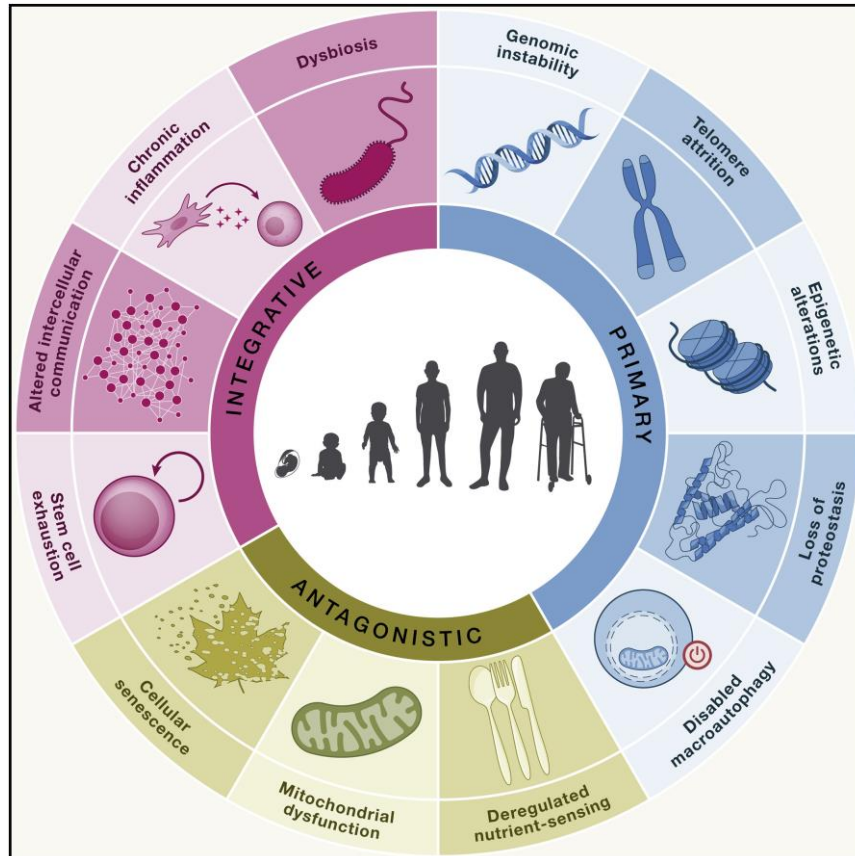 Genomic
instability
Telomere
attrition
Epigenetic
alterations
Loss of
proteostasis
Disabled
macroautophagy
Deregulated
nutrient-sensing
Mitochondrial
dysfunction
Cellular
senescence
Stem cell
exhaustion
Altered intercellular
communication
Chronic
inflammation
Dysbiosis
PRIMARY
ANTAGONISTIC
INTEGRATIVE